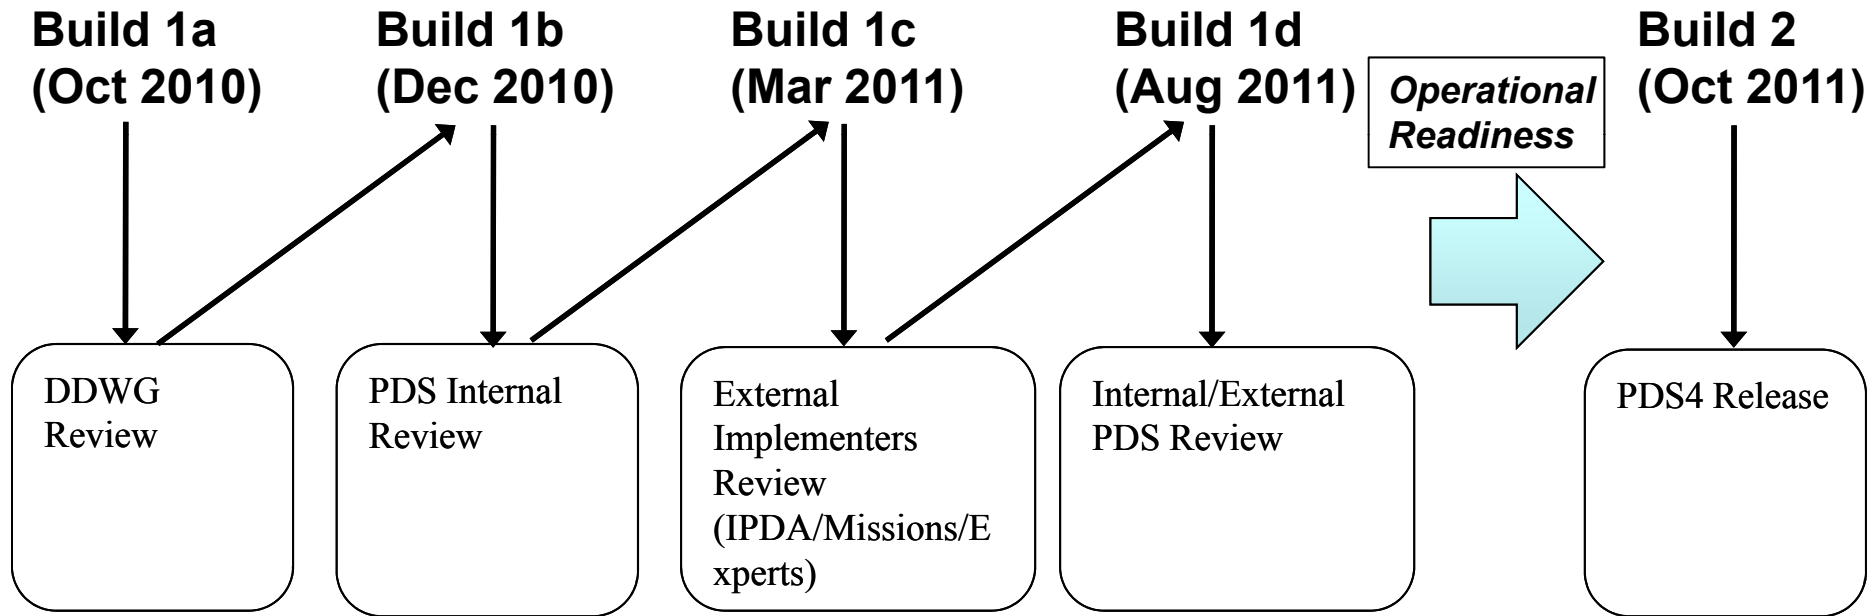 Build 1a
(Oct 2010)
Build 1b
(Dec 2010)
Build 1c
(Mar 2011)
Build 1d
(Aug 2011)
Operational
Readiness
Build 2
(Oct 2011)
DDWG
Review
PDS Internal
Review
External
Implementers
Review
(IPDA/Missions/E
xperts)
Internal/External
PDS Review
PDS4 Release